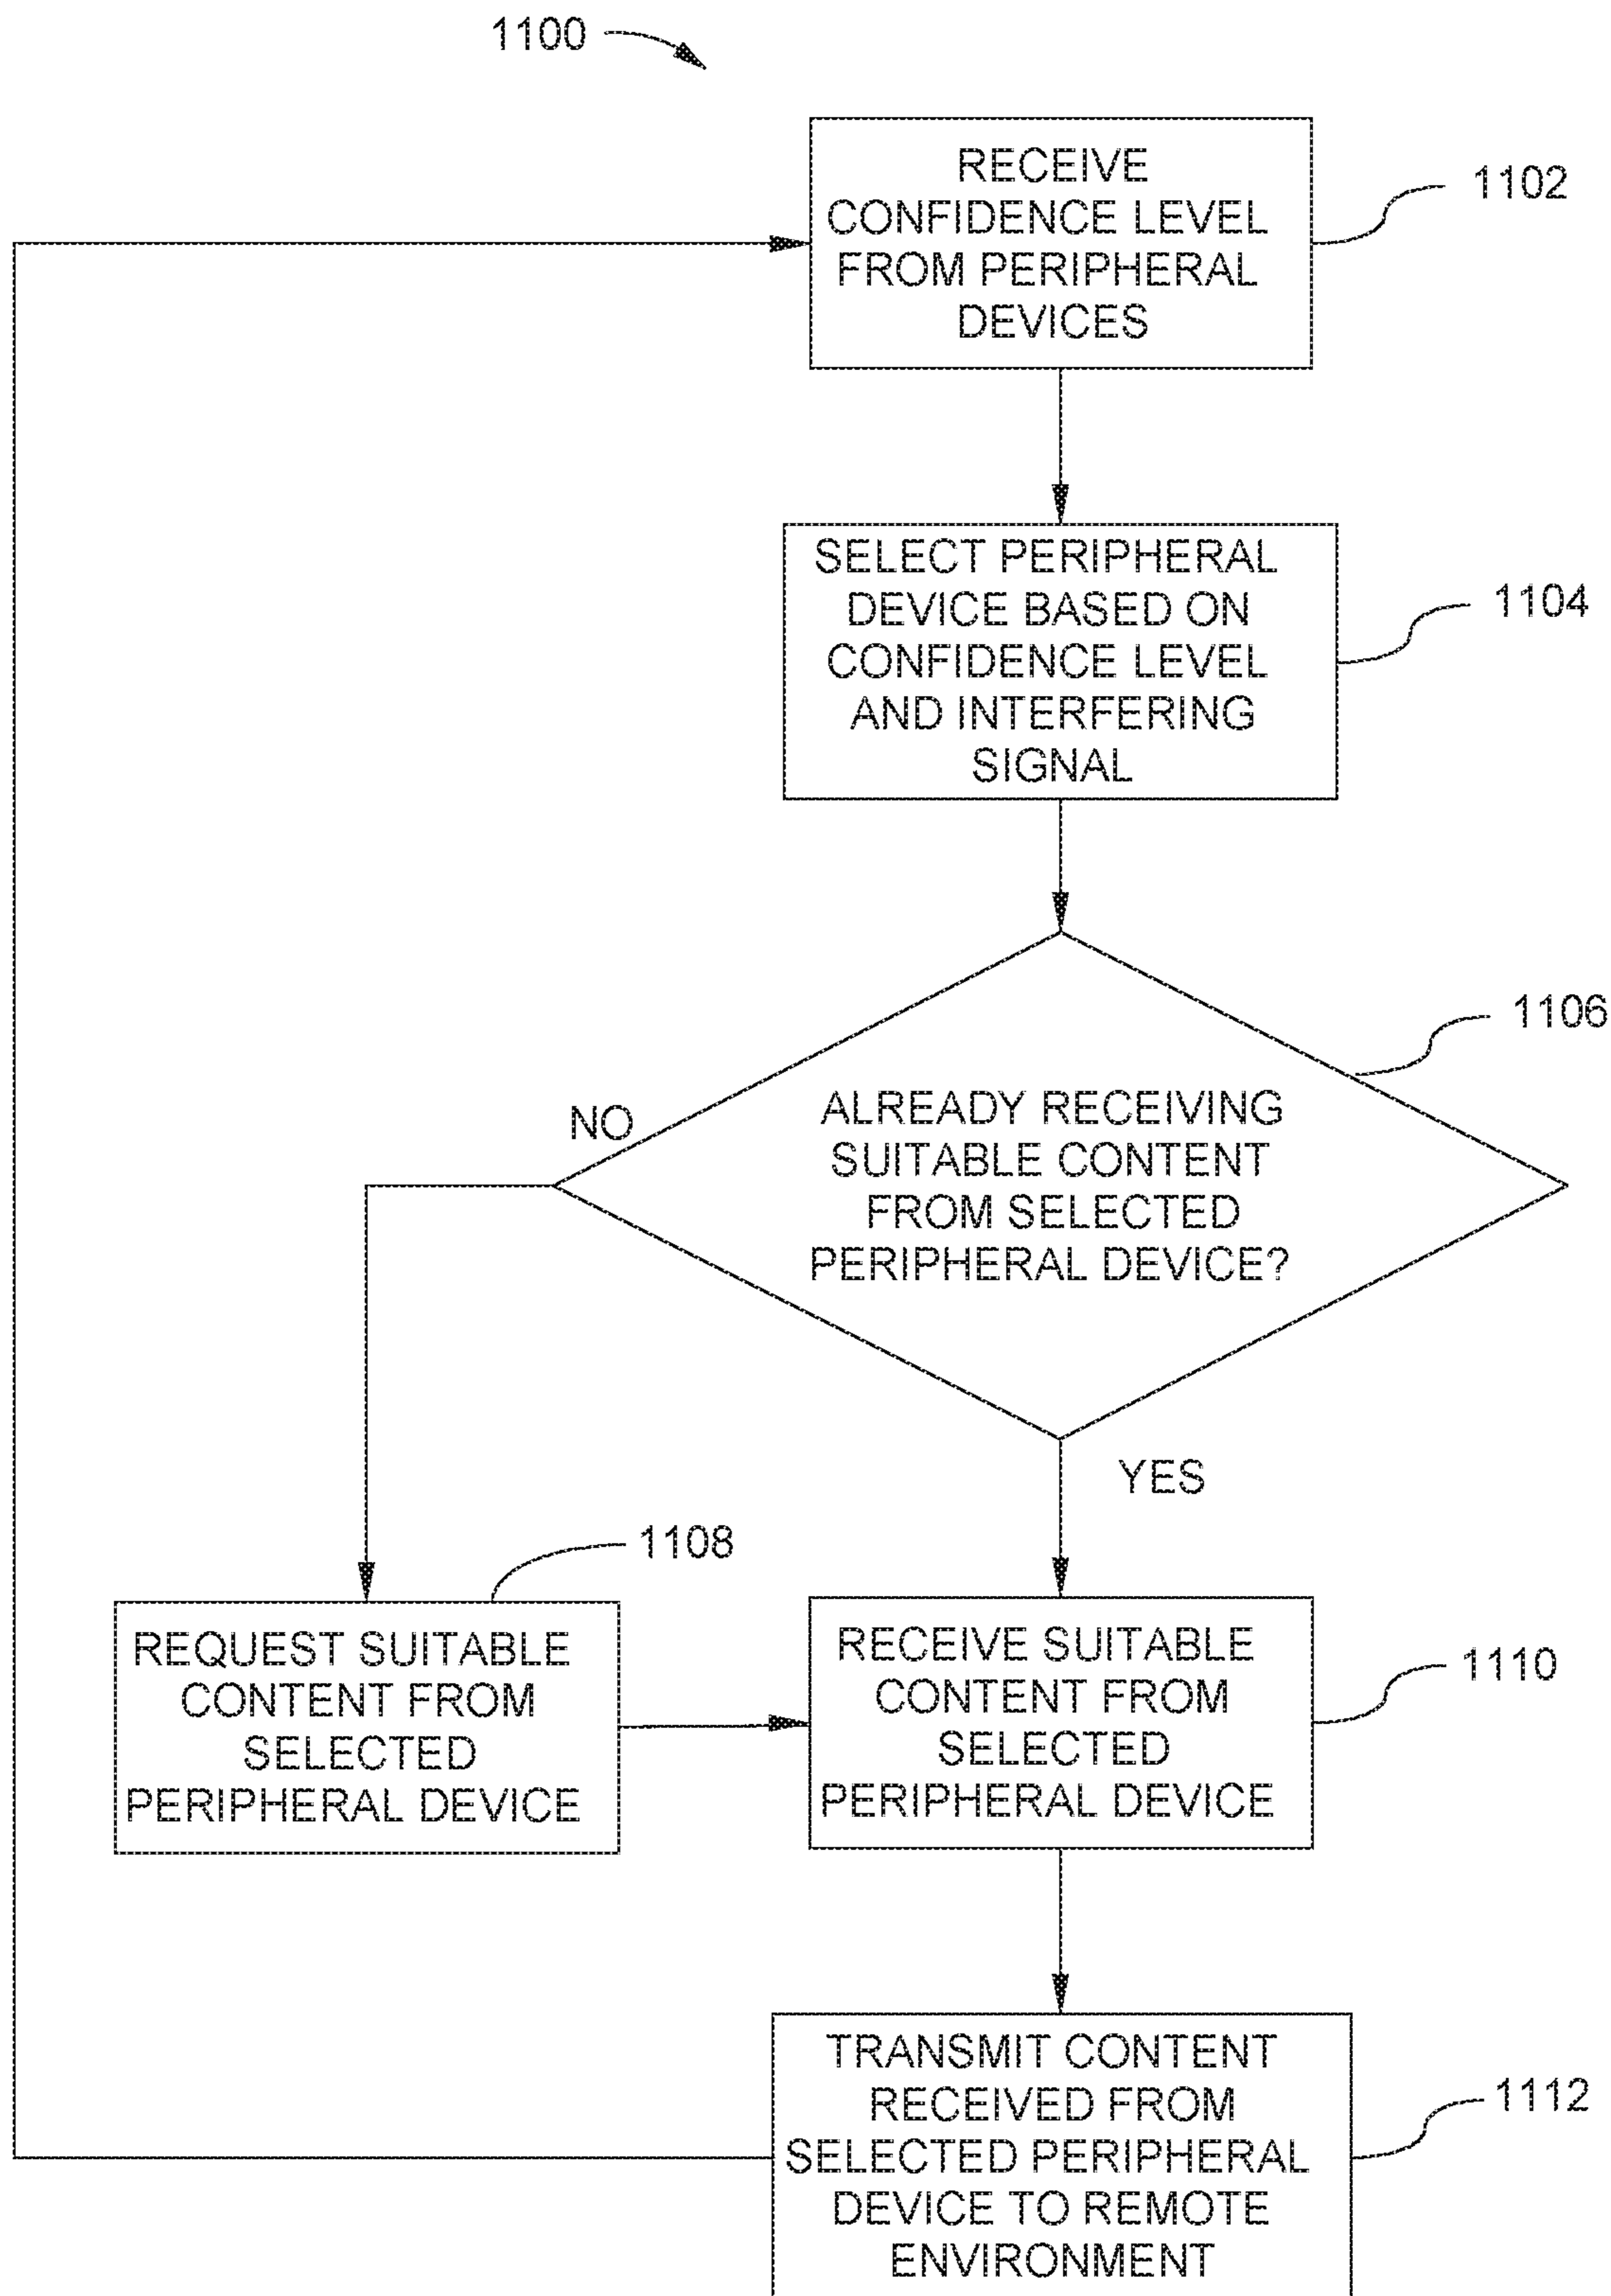 1100
RECEIVE
CONFIDENCE LEVEL
FROM PERIPHERAL
DEVICES
1102
SELECT PERIPHERAL
DEVICE BASED ON
CONFIDENCE LEVEL
AND INTERFERING
SIGNAL
1104
ALREADY RECEIVING
SUITABLE CONTENT
FROM SELECTED
PERIPHERAL DEVICE?
1106
NO
YES
REQUEST SUITABLE
CONTENT FROM
SELECTED
PERIPHERAL DEVICE
1108
RECEIVE SUITABLE
CONTENT FROM
SELECTED
PERIPHERAL DEVICE
1110
TRANSMIT CONTENT
RECEIVED FROM
SELECTED PERIPHERAL
DEVICE TO REMOTE
ENVIRONMENT
1112